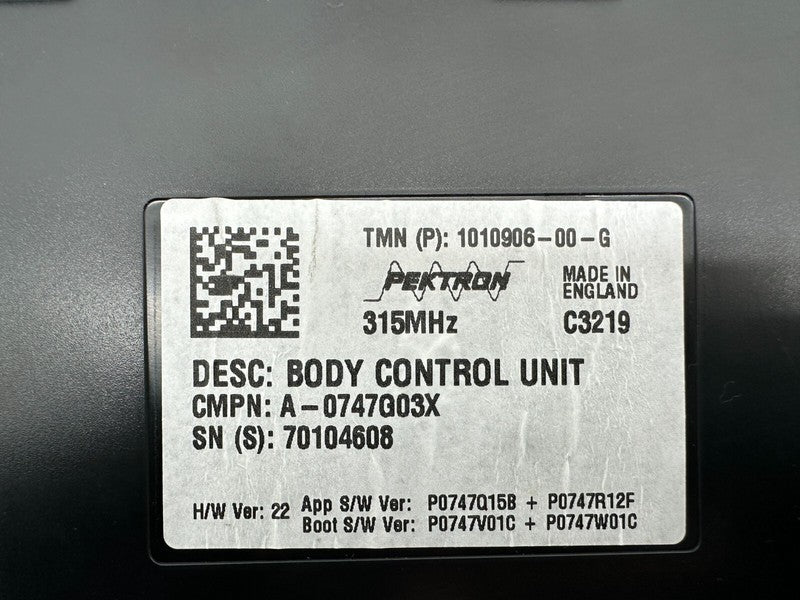 TMN (P): 1010906-00-G
PEKTRON
MADE IN
ENGLAND
315MHz
C3219
DESC: BODY CONTROL UNIT
CMPN: A-0747G03X
SN (S): 70104608
H/W Ver: 22
App S/W Ver: P0747Q15B + P0747R12F
Boot S/W Ver: P0747V01C + P0747W01C